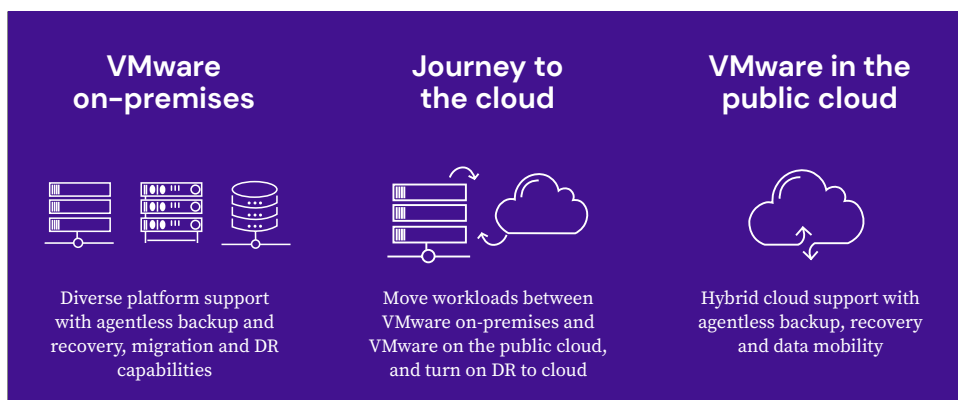 VMware
on-premises
Diverse platform support
with agentless backup and
recovery, migration and DR
capabilities
Journey to
the cloud
Move workloads between
VMware on-premises and
VMware on the public cloud,
and turn on DR to cloud
VMware in the
public cloud
Hybrid cloud support with
agentless backup, recovery
and data mobility